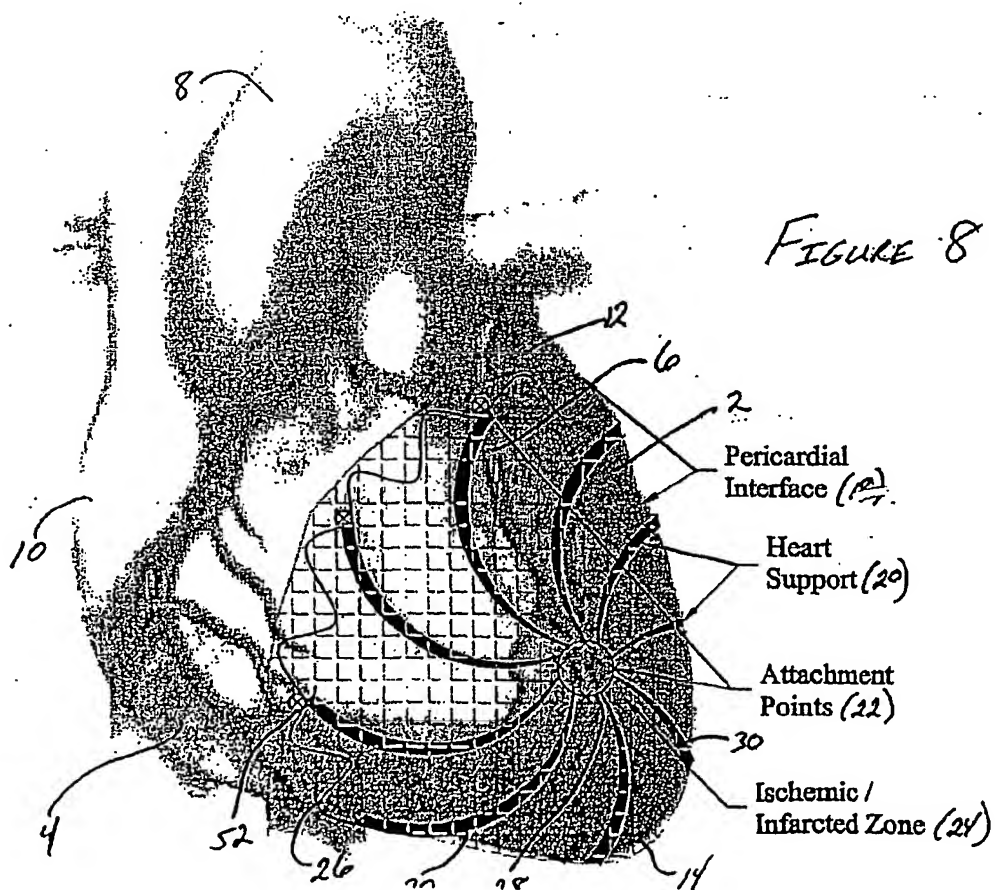 8
FIGURE 8
12
6
2
Pericardial
Interface
10
Heart
Support (20)
Attachment
Points (22)
30
Ischemic /
Infarcted Zone (24)
4
52
26
14